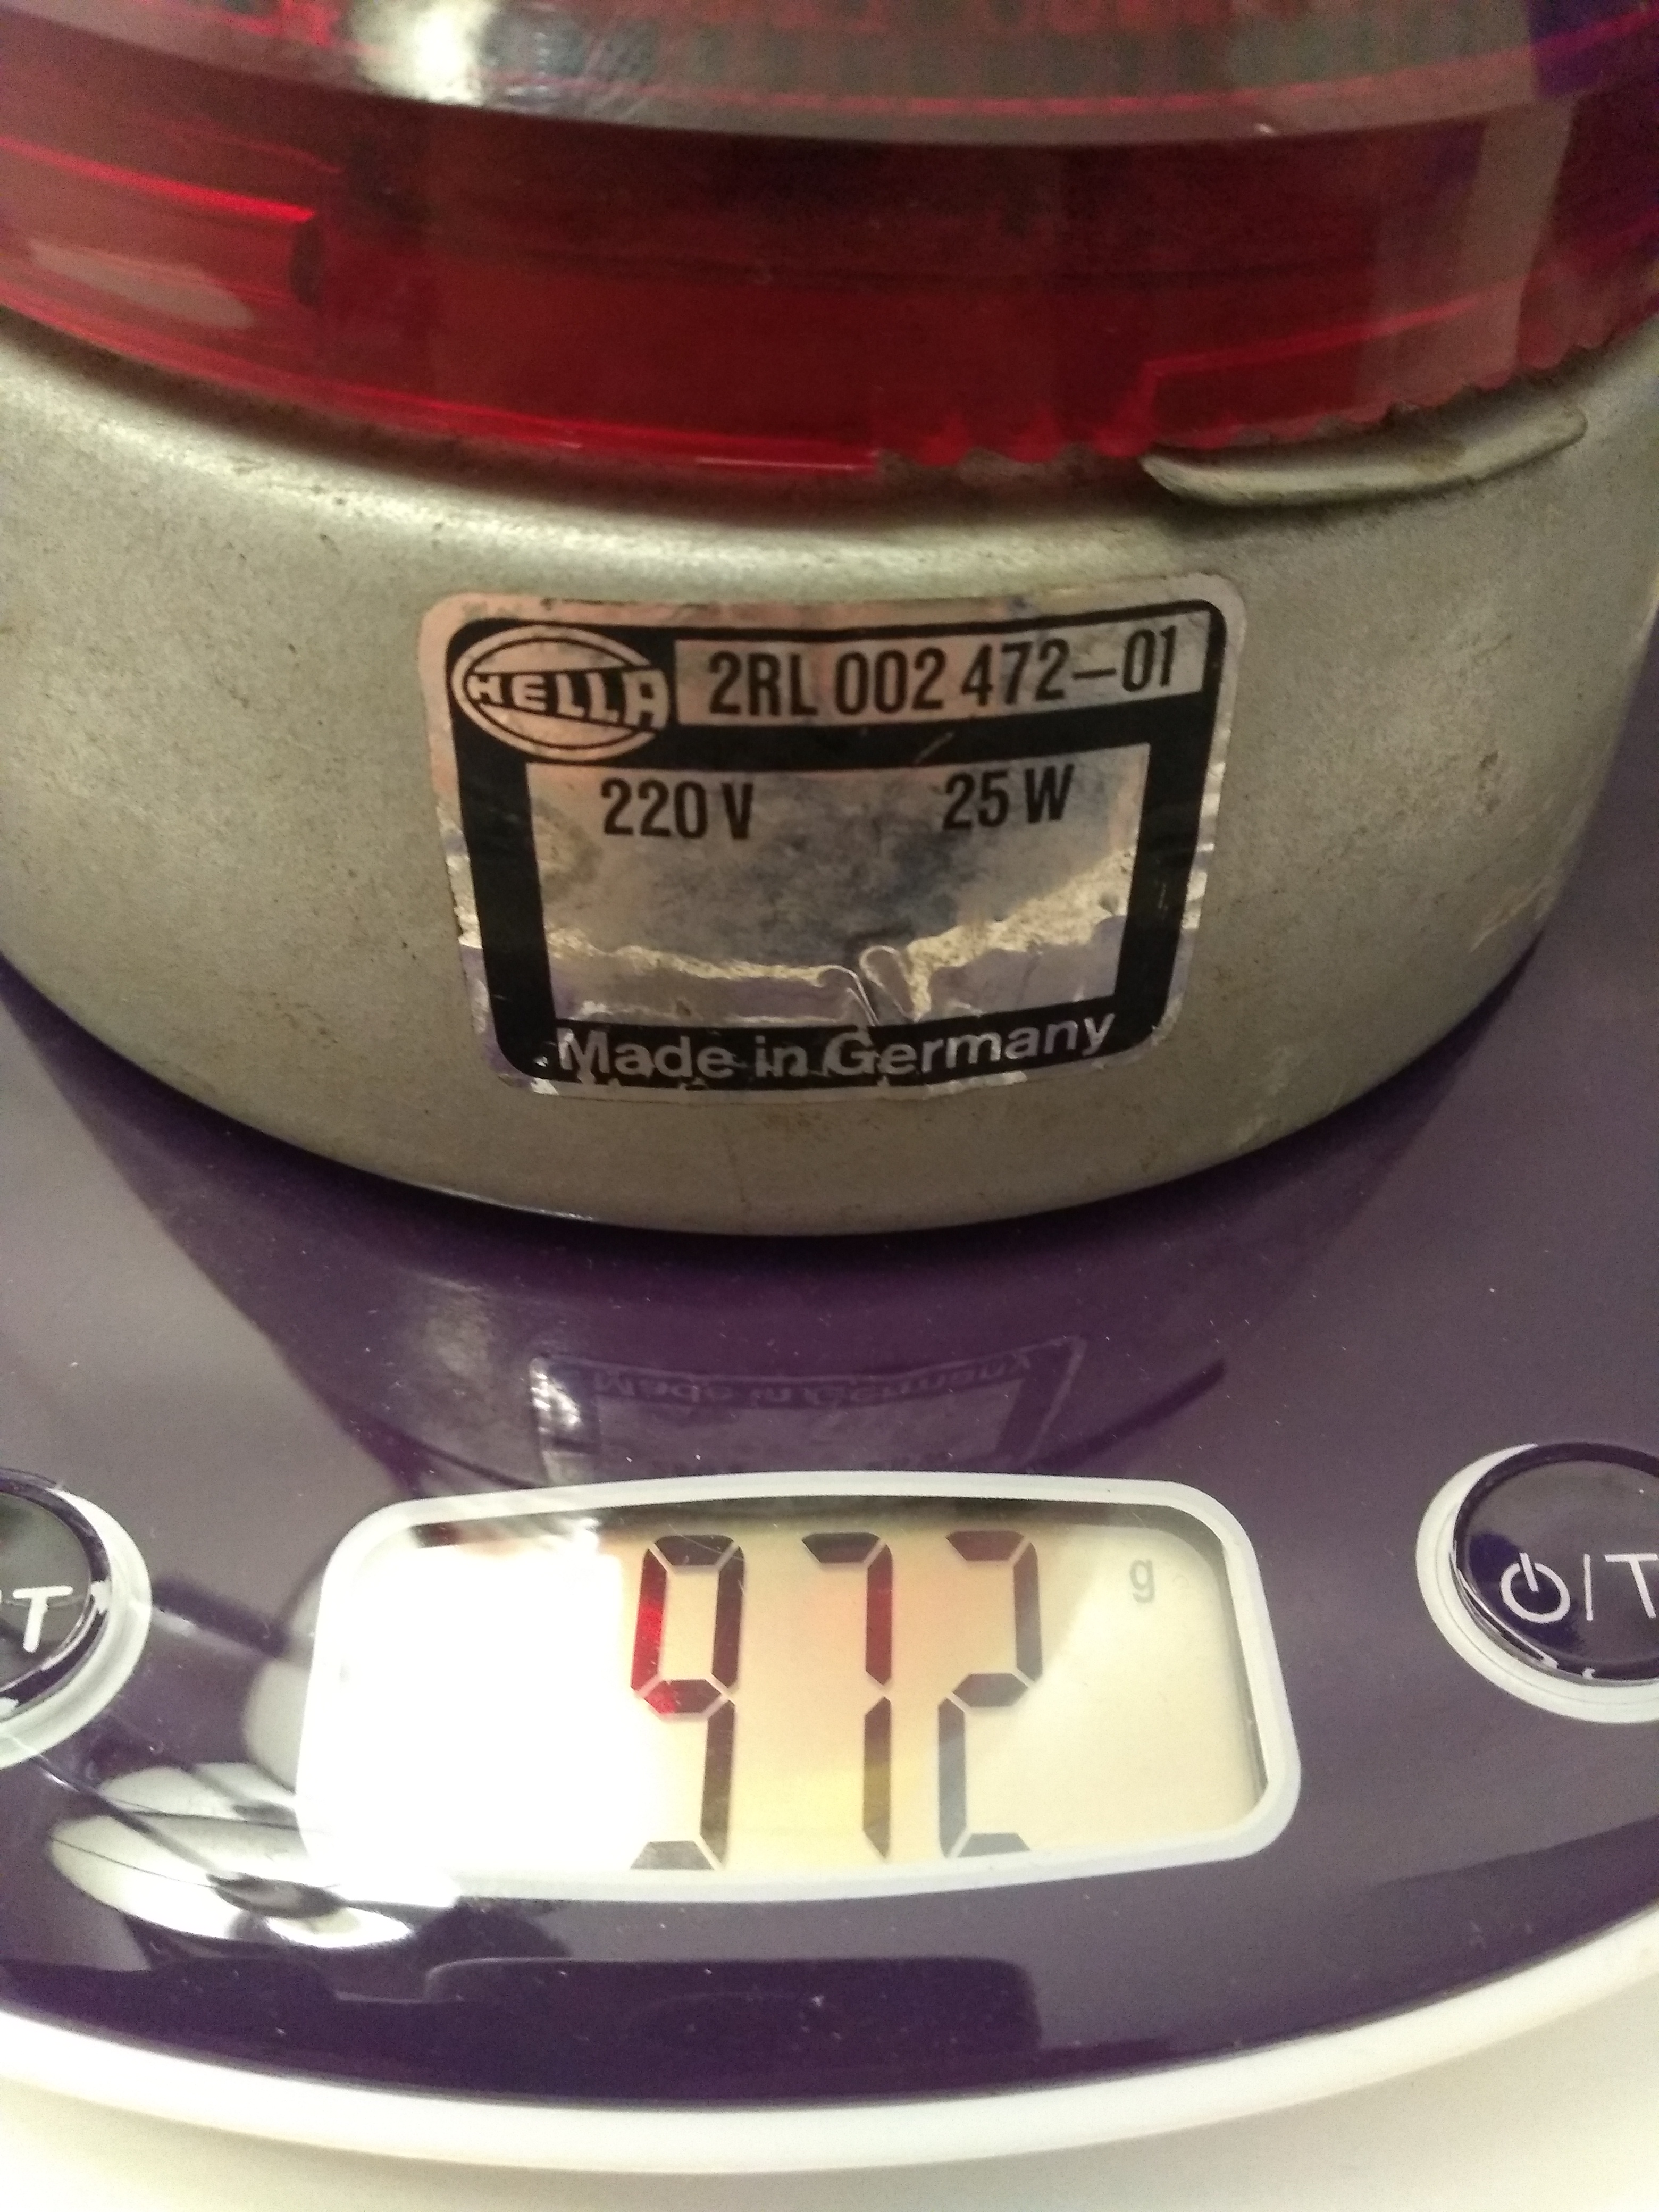 HELLA 2RL 002 472-01
220 V 25 W
Made in Germany
972 g
T
/T